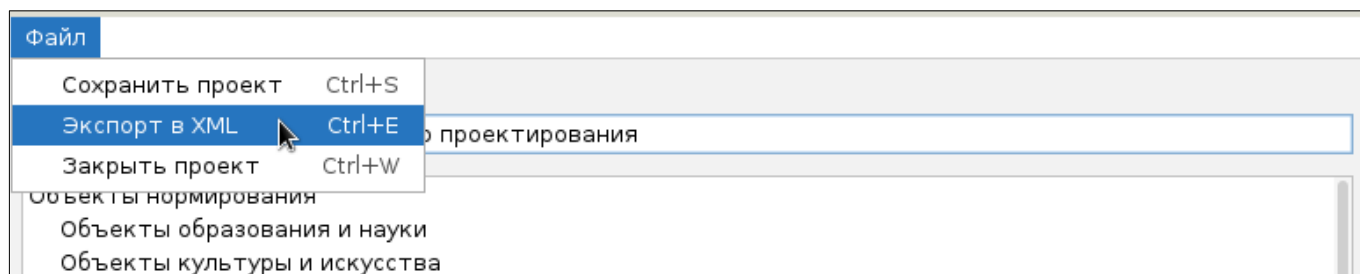 Файл
Сохранить проект Ctrl+S
Экспорт в XML Ctrl+E
проектирования
Закрыть проект Ctrl+W
Объекты нормирования
Объекты образования и науки
Объекты культуры и искусства